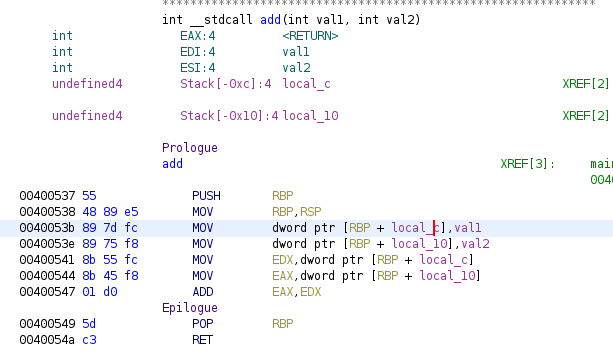 **************************************************************
int __stdcall add(int val1, int val2)
int EAX:4 <RETURN>
int EDI:4 val1
int ESI:4 val2
undefined4 Stack[-0xc]:4 local_c XREF[2]
undefined4 Stack[-0x10]:4 local_10 XREF[2]
Prologue
add XREF[3]: main
0040
00400537 55 PUSH RBP
00400538 48 89 e5 MOV RBP,RSP
0040053b 89 7d fc MOV dword ptr [RBP + local_c],val1
0040053e 89 75 f8 MOV dword ptr [RBP + local_10],val2
00400541 8b 55 fc MOV EDX,dword ptr [RBP + local_c]
00400544 8b 45 f8 MOV EAX,dword ptr [RBP + local_10]
00400547 01 d0 ADD EAX,EDX
Epilogue
00400549 5d POP RBP
0040054a c3 RET